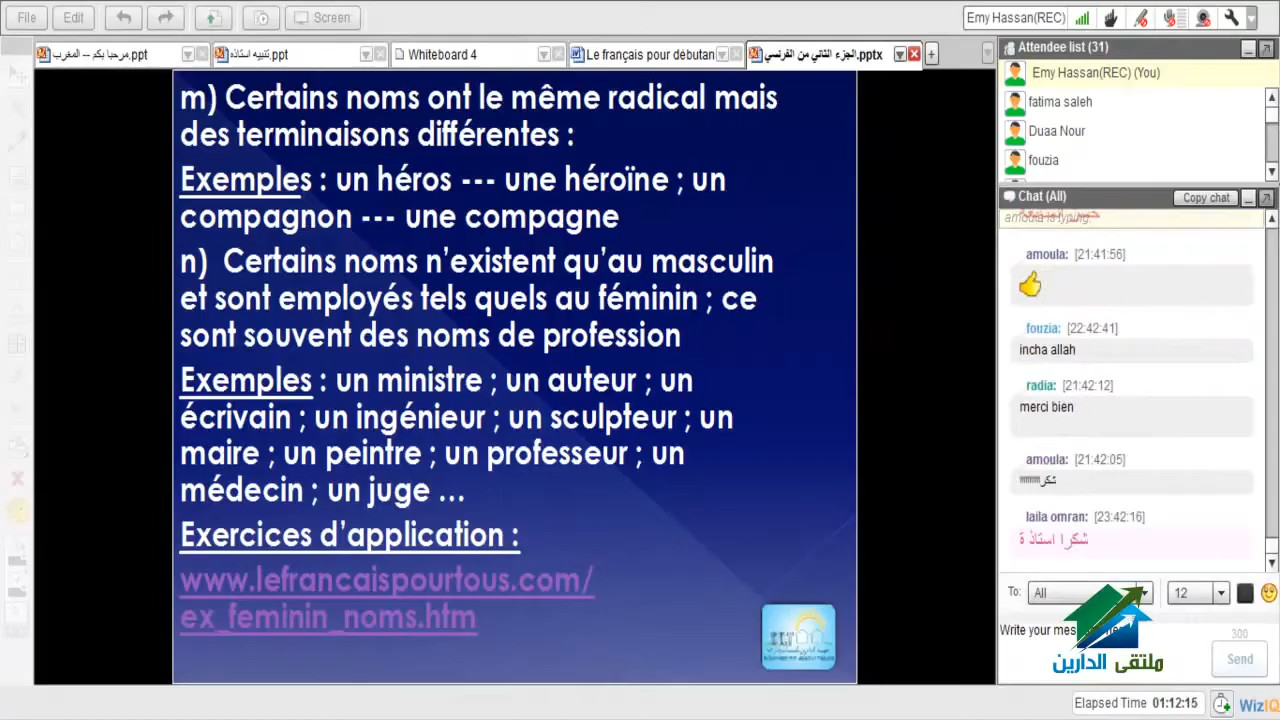 File Edit Screen Emy Hassan(REC)
مرحبا بكم -- المغرب.ppt تنبيه استاذه.ppt Whiteboard 4 Le français pour débutan الجزء الثاني من الفرنسي.pptx
m) Certains noms ont le même radical mais
des terminaisons différentes :
Exemples : un héros --- une héroïne ; un
compagnon --- une compagne
n) Certains noms n’existent qu’au masculin
et sont employés tels quels au féminin ; ce
sont souvent des noms de profession
Exemples : un ministre ; un auteur ; un
écrivain ; un ingénieur ; un sculpteur ; un
maire ; un peintre ; un professeur ; un
médecin ; un juge ...
Exercices d’application :
www.lefrancaispourtous.com/
ex_feminin_noms.htm
Attendee list (31)
Emy Hassan(REC) (You)
fatima saleh
Duaa Nour
fouzia
Chat (All) Copy chat
amoula is typing
amoula: [21:41:56]
fouzia: [22:42:41]
incha allah
radia: [21:42:12]
merci bien
amoula: [21:42:05]
laila omran: [23:42:16]
شكرا استاذ ة
To: All 12
Write your mes
300
Send
ملتقى الدارين
Elapsed Time 01:12:15 WizIQ